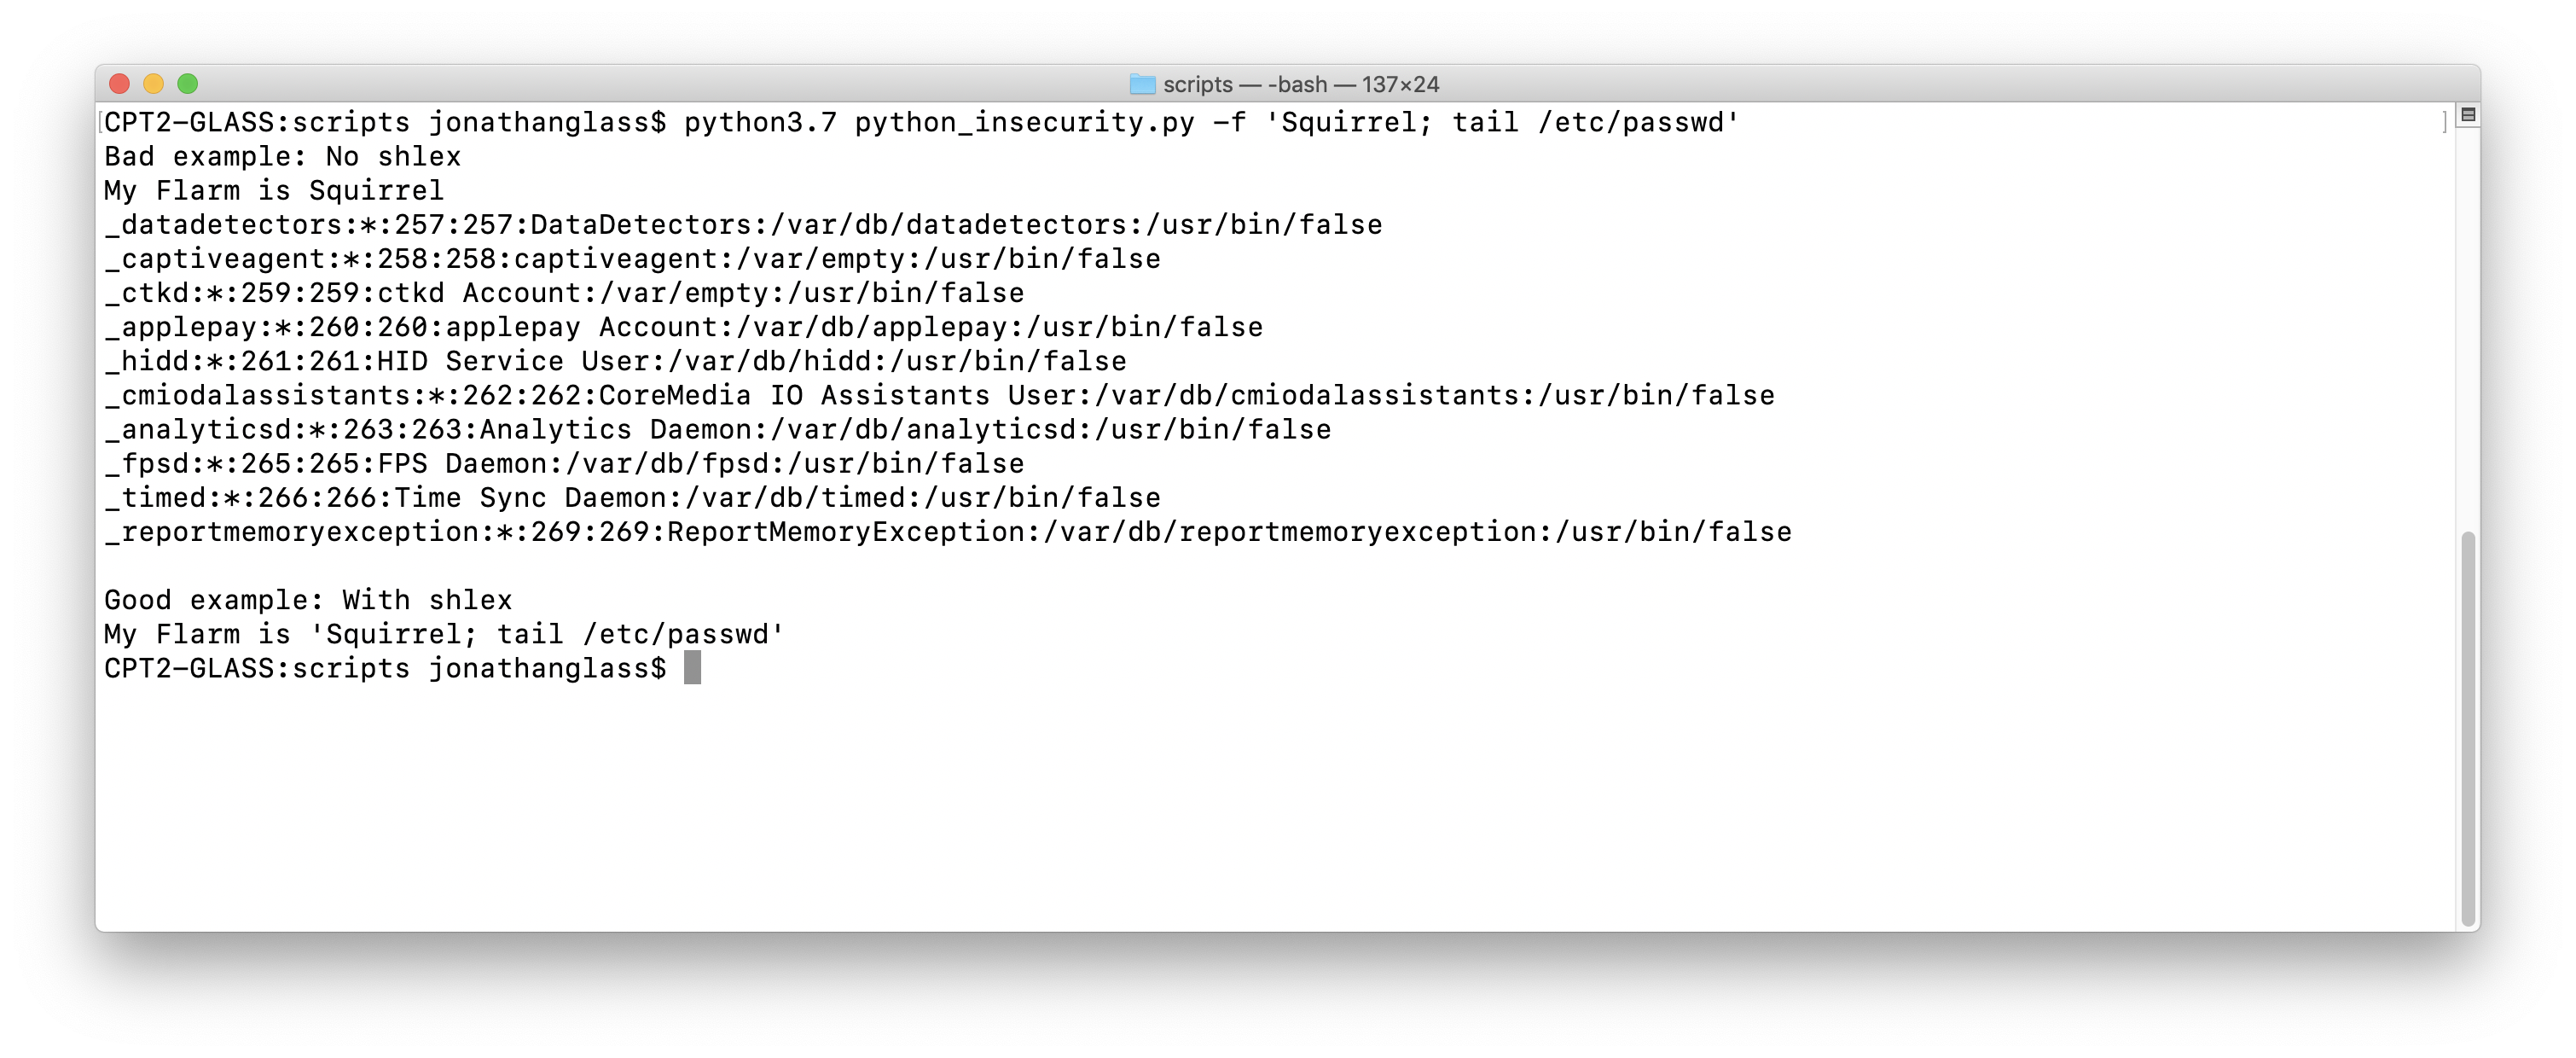 scripts — -bash — 137×24
[CPT2-GLASS:scripts jonathanglass$ python3.7 python_insecurity.py -f 'Squirrel; tail /etc/passwd' ]
Bad example: No shlex
My Flarm is Squirrel
_datadetectors:*:257:257:DataDetectors:/var/db/datadetectors:/usr/bin/false
_captiveagent:*:258:258:captiveagent:/var/empty:/usr/bin/false
_ctkd:*:259:259:ctkd Account:/var/empty:/usr/bin/false
_applepay:*:260:260:applepay Account:/var/db/applepay:/usr/bin/false
_hidd:*:261:261:HID Service User:/var/db/hidd:/usr/bin/false
_cmiodalassistants:*:262:262:CoreMedia IO Assistants User:/var/db/cmiodalassistants:/usr/bin/false
_analyticsd:*:263:263:Analytics Daemon:/var/db/analyticsd:/usr/bin/false
_fpsd:*:265:265:FPS Daemon:/var/db/fpsd:/usr/bin/false
_timed:*:266:266:Time Sync Daemon:/var/db/timed:/usr/bin/false
_reportmemoryexception:*:269:269:ReportMemoryException:/var/db/reportmemoryexception:/usr/bin/false
Good example: With shlex
My Flarm is 'Squirrel; tail /etc/passwd'
CPT2-GLASS:scripts jonathanglass$